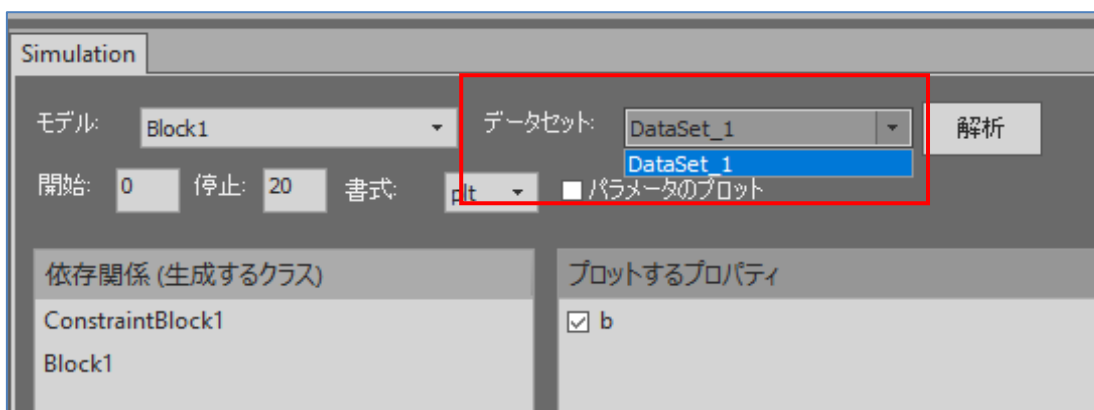 Simulation
モデル: Block1 データセット: DataSet_1 解析
DataSet_1
開始: 0 停止: 20 書式: plt パラメータのプロット
依存関係 (生成するクラス) プロットするプロパティ
ConstraintBlock1 b
Block1